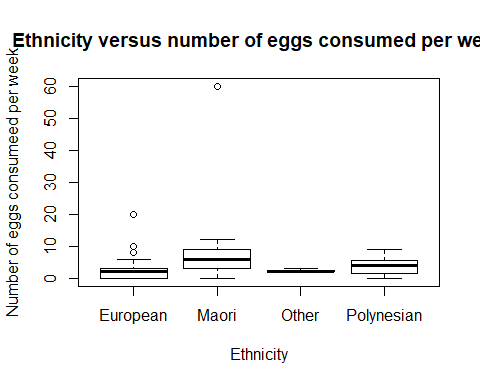 Ethnicity versus number of eggs consumed per we
Number of eggs consumeed per week
60
50
40
30
20
10
0
European Maori Other Polynesian
Ethnicity